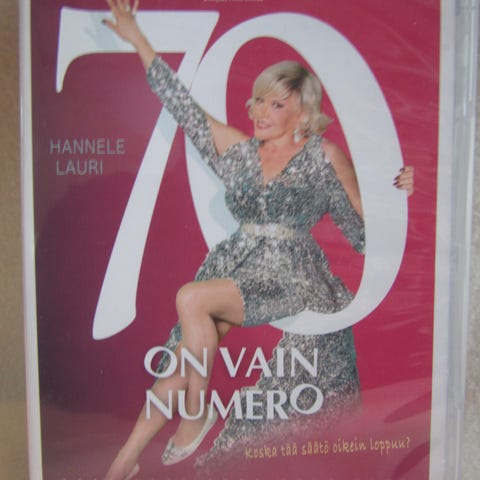 70
HANNELE
LAURI
ON VAIN
NUMERO
Koska tää säätö oikein loppuu?